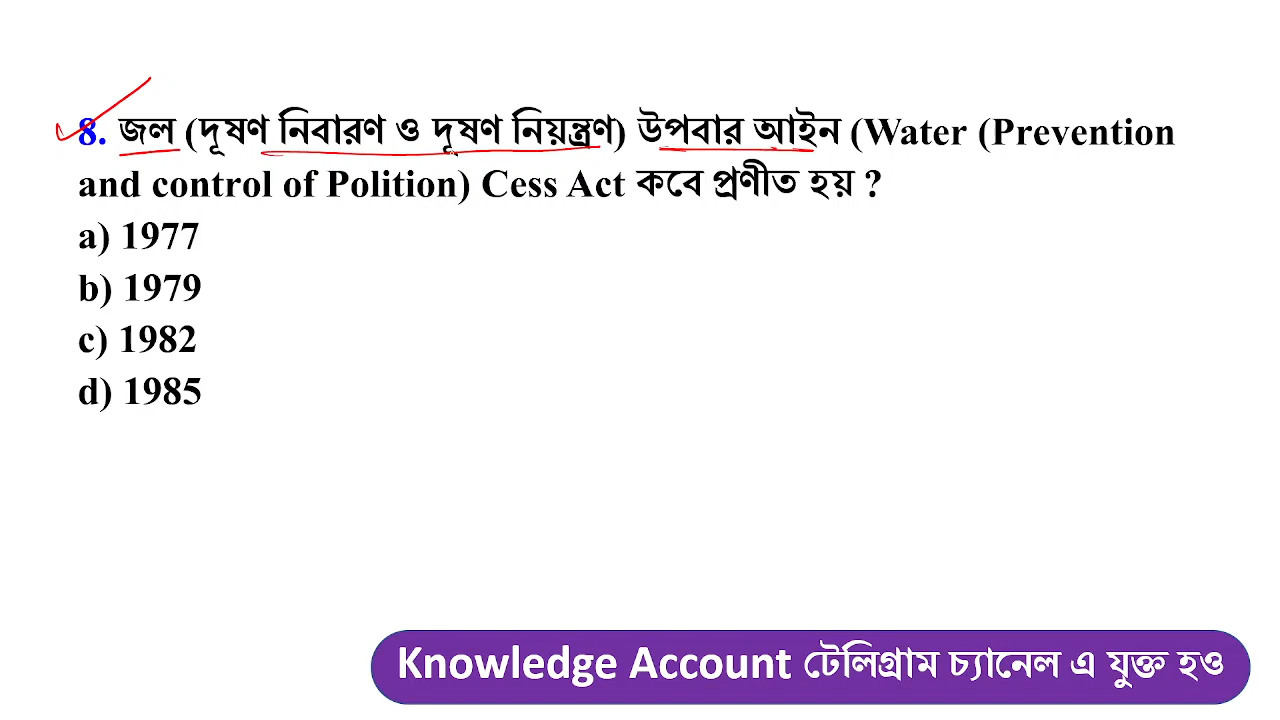 8. জল (দূষণ নিবারণ ও দূষণ নিয়ন্ত্রণ) উপবার আইন (Water (Prevention
and control of Polition) Cess Act কবে প্রণীত হয় ?
a) 1977
b) 1979
c) 1982
d) 1985
Knowledge Account টেলিগ্রাম চ্যানেল এ যুক্ত হও